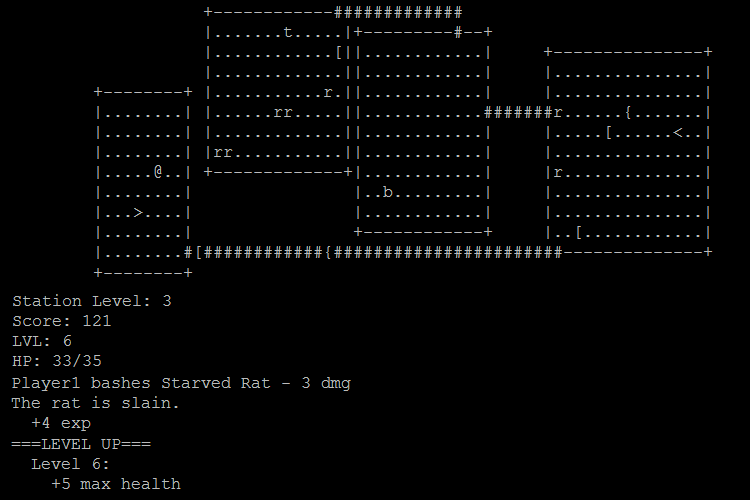 +------------#############
|.......t.....|+---------#--+
|............[||............|     +---------------+
|.............||............|     |...............|
+--------+ |...........r.||............|     |...............|
|........| |......rr.....||............#######r......{.......|
|........| |.............||............|     |.....[......<..|
|........| |rr...........||............|     |...............|
|.....@..| +-------------+|............|     |r..............|
|........|                |..b.........|     |...............|
|...>....|                |............|     |...............|
|........|                +------------+     |..[............|
|........#[############{#######################--------------+
+--------+
Station Level: 3
Score: 121
LVL: 6
HP: 33/35
Player1 bashes Starved Rat - 3 dmg
The rat is slain.
+4 exp
===LEVEL UP===
Level 6:
+5 max health